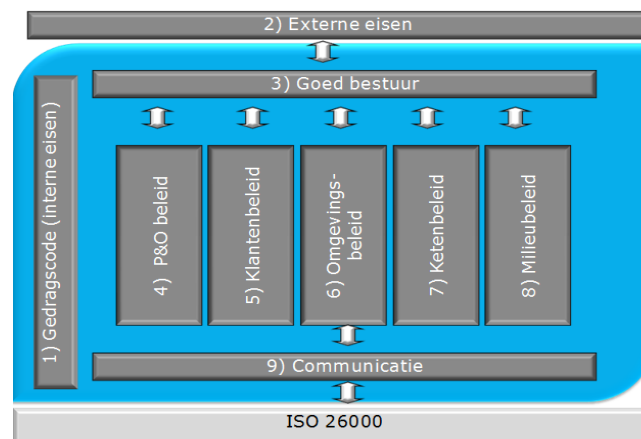 2) Externe eisen
3) Goed bestuur
1) Gedragscode (interne eisen)
4) P&O beleid
5) Klantenbeleid
6) Omgevings-
beleid
7) Ketenbeleid
8) Milieubeleid
9) Communicatie
ISO 26000